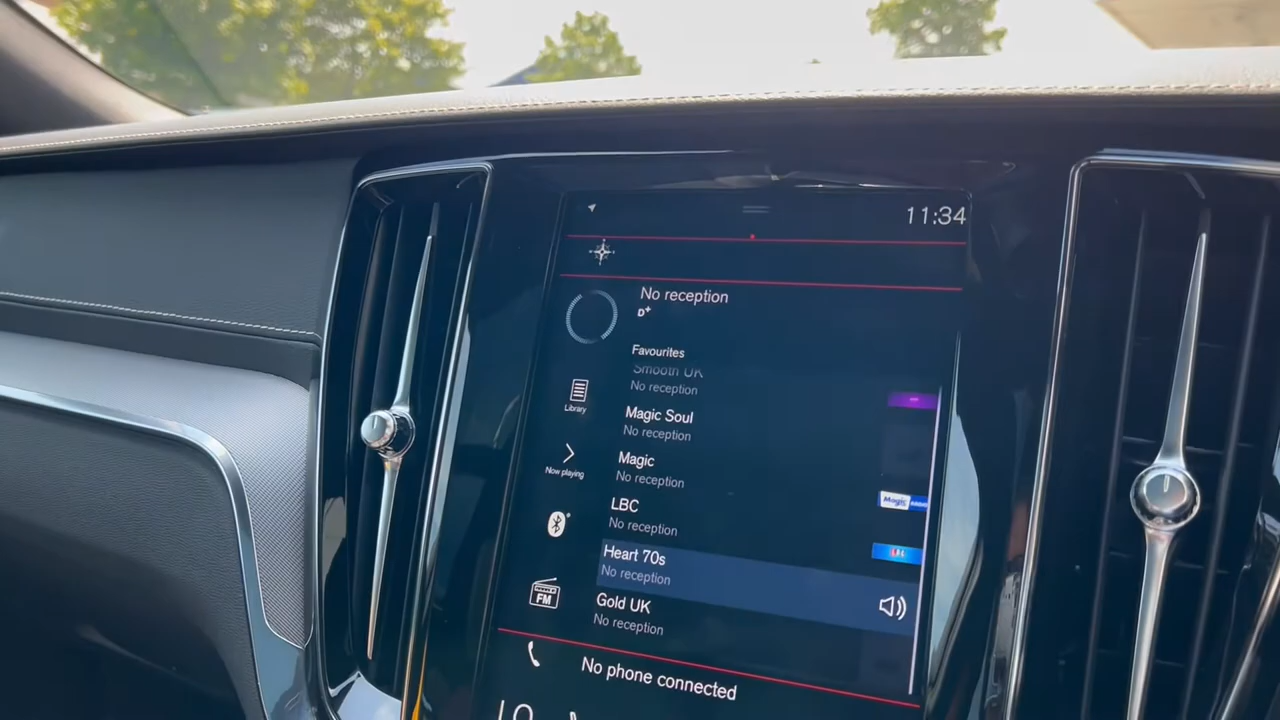 11:34
No reception
D+
Favourites
Smooth UK
No reception
Library
Magic Soul
No reception
Now playing
Magic
No reception
Magic
LBC
No reception
Heart 70s
No reception
FM
Gold UK
No reception
No phone connected